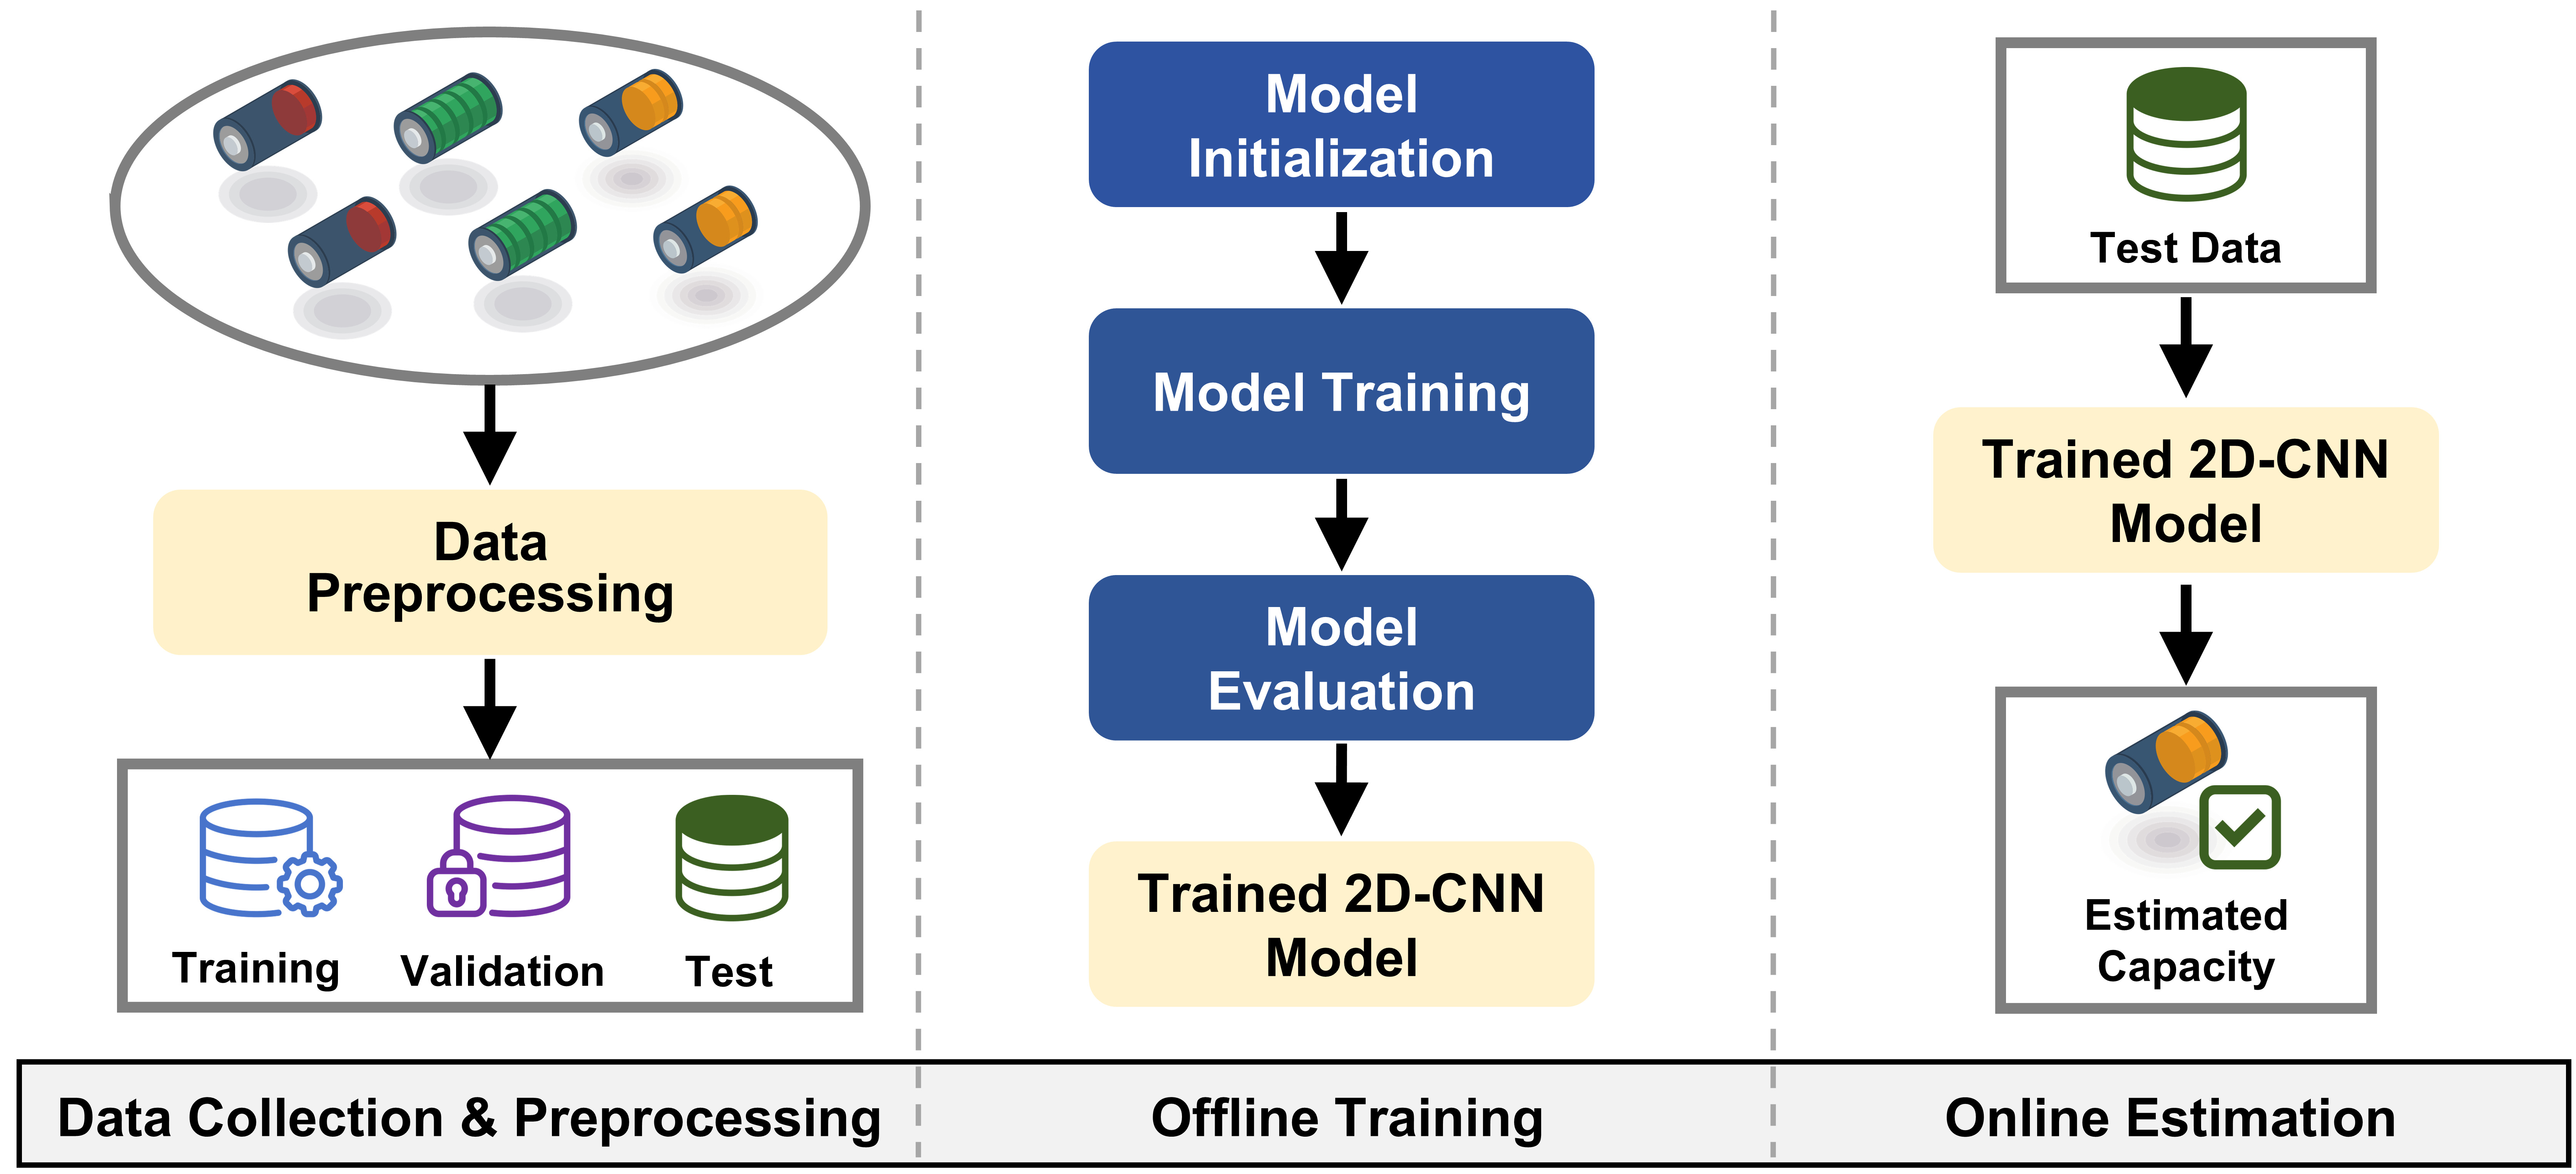 Data
Preprocessing
Training
Validation
Test
Model
Initialization
Model Training
Model
Evaluation
Trained 2D-CNN
Model
Test Data
Trained 2D-CNN
Model
Estimated
Capacity
Data Collection & Preprocessing
Offline Training
Online Estimation